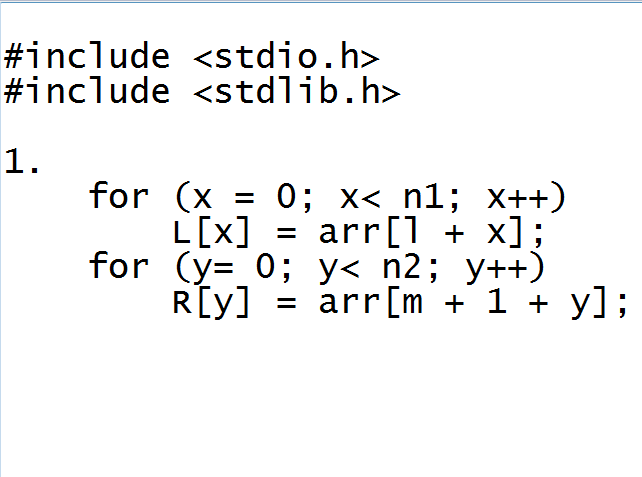 #include <stdio.h>
#include <stdlib.h>
1.
for (x = 0; x< n1; x++)
L[x] = arr[l + x];
for (y= 0; y< n2; y++)
R[y] = arr[m + 1 + y];